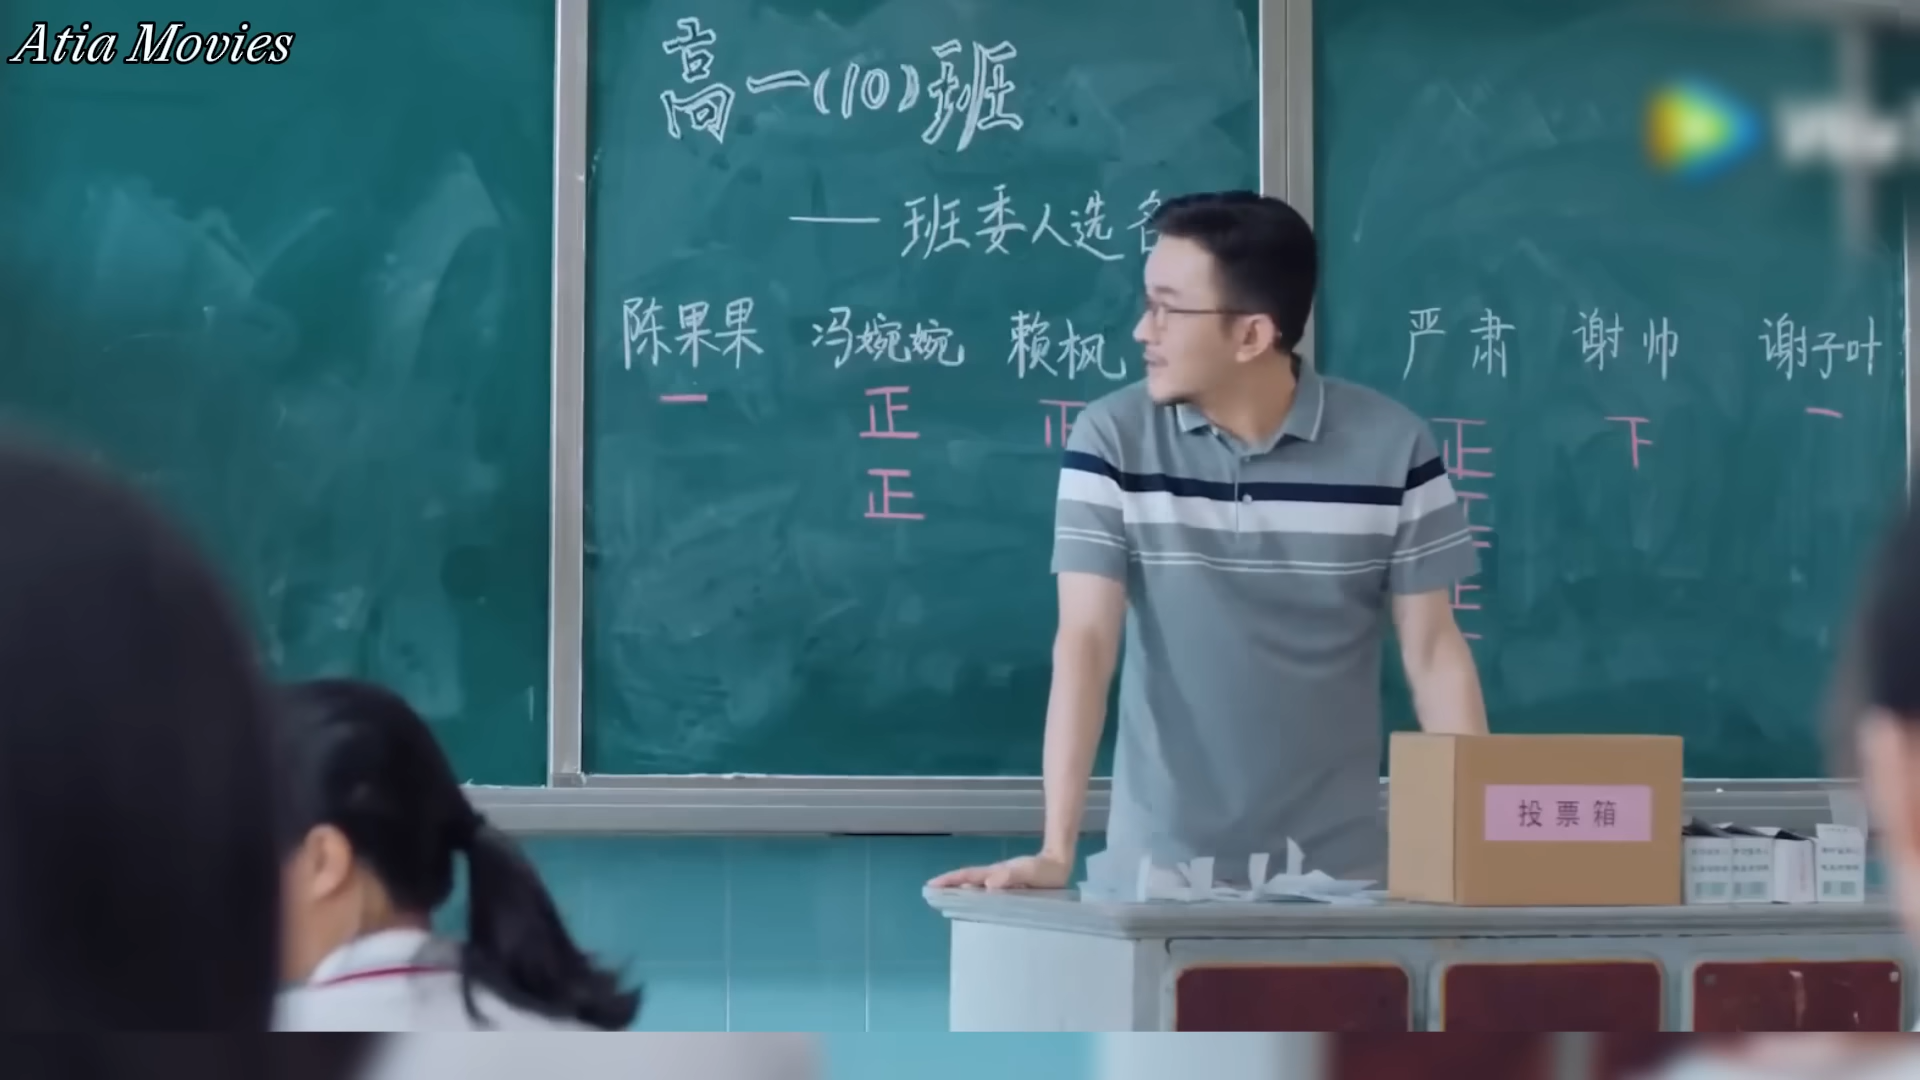 Atia Movies
高一(10)班
— 班委人选
陈果果 冯婉婉 赖枫 严肃 谢帅 谢子叶
一 正 正 下 一
正
投票箱